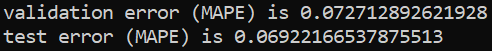 validation error (MAPE) is 0.072712892621928
test error (MAPE) is 0.06922166537875513